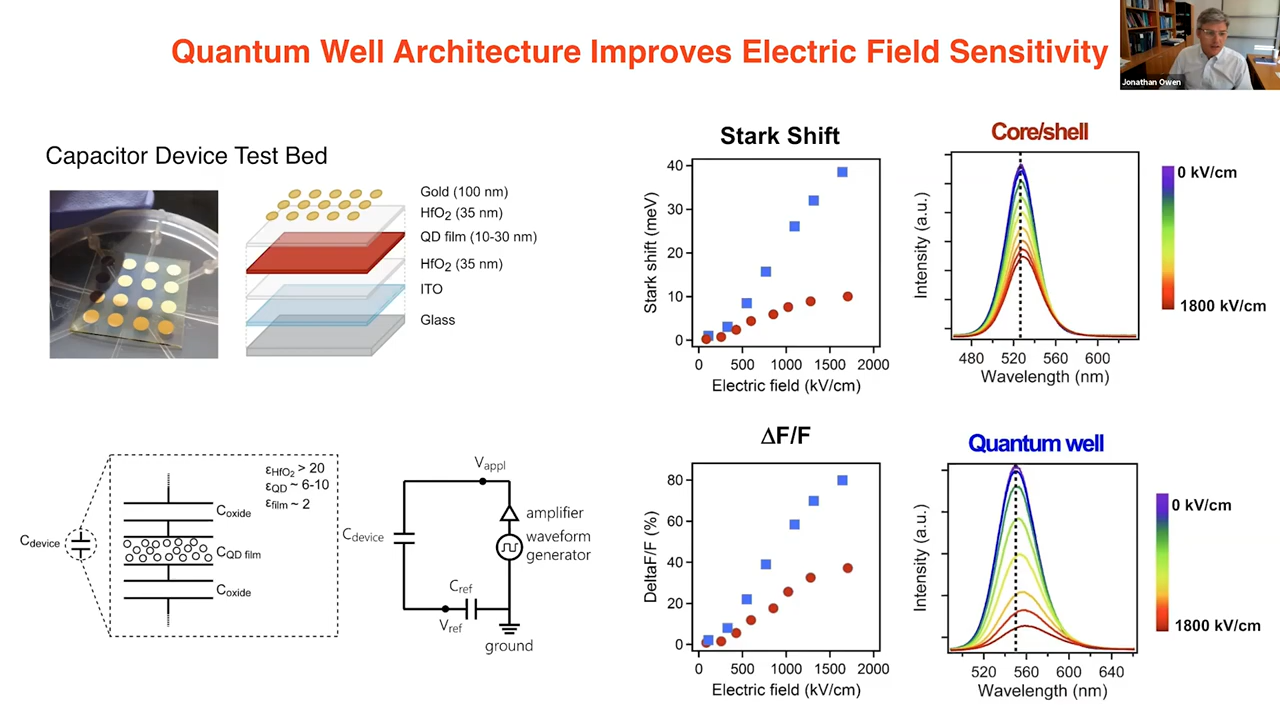 Quantum Well Architecture Improves Electric Field Sensitivity
Jonathan Owen
Capacitor Device Test Bed
Gold (100 nm)
HfO2 (35 nm)
QD film (10-30 nm)
HfO2 (35 nm)
ITO
Glass
Stark Shift
Stark shift (meV)
40
30
20
10
0
0 500 1000 1500 2000
Electric field (kV/cm)
Core/shell
Intensity (a.u.)
480 520 560 600
Wavelength (nm)
0 kV/cm
1800 kV/cm
εHfO2 > 20
εQD ~ 6-10
εfilm ~ 2
Cdevice
Coxide
CQD film
Coxide
Vappl
amplifier
waveform
generator
Cdevice
Cref
Vref
ground
ΔF/F
DeltaF/F (%)
80
60
40
20
0
0 500 1000 1500 2000
Electric field (kV/cm)
Quantum well
Intensity (a.u.)
520 560 600 640
Wavelength (nm)
0 kV/cm
1800 kV/cm